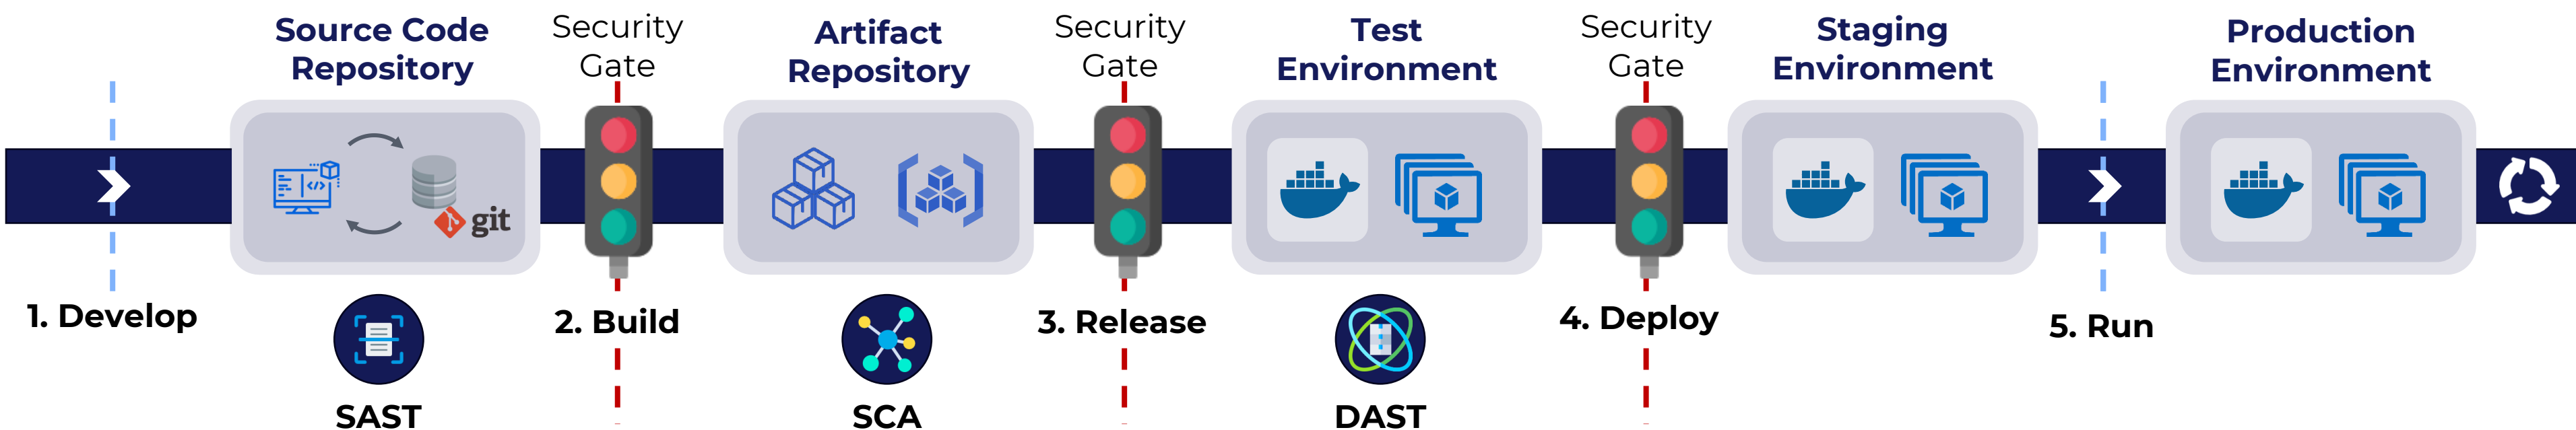 Source Code
Repository
Security
Gate
Artifact
Repository
Security
Gate
Test
Environment
Security
Gate
Staging
Environment
Production
Environment
git
1. Develop
2. Build
3. Release
4. Deploy
5. Run
SAST
SCA
DAST